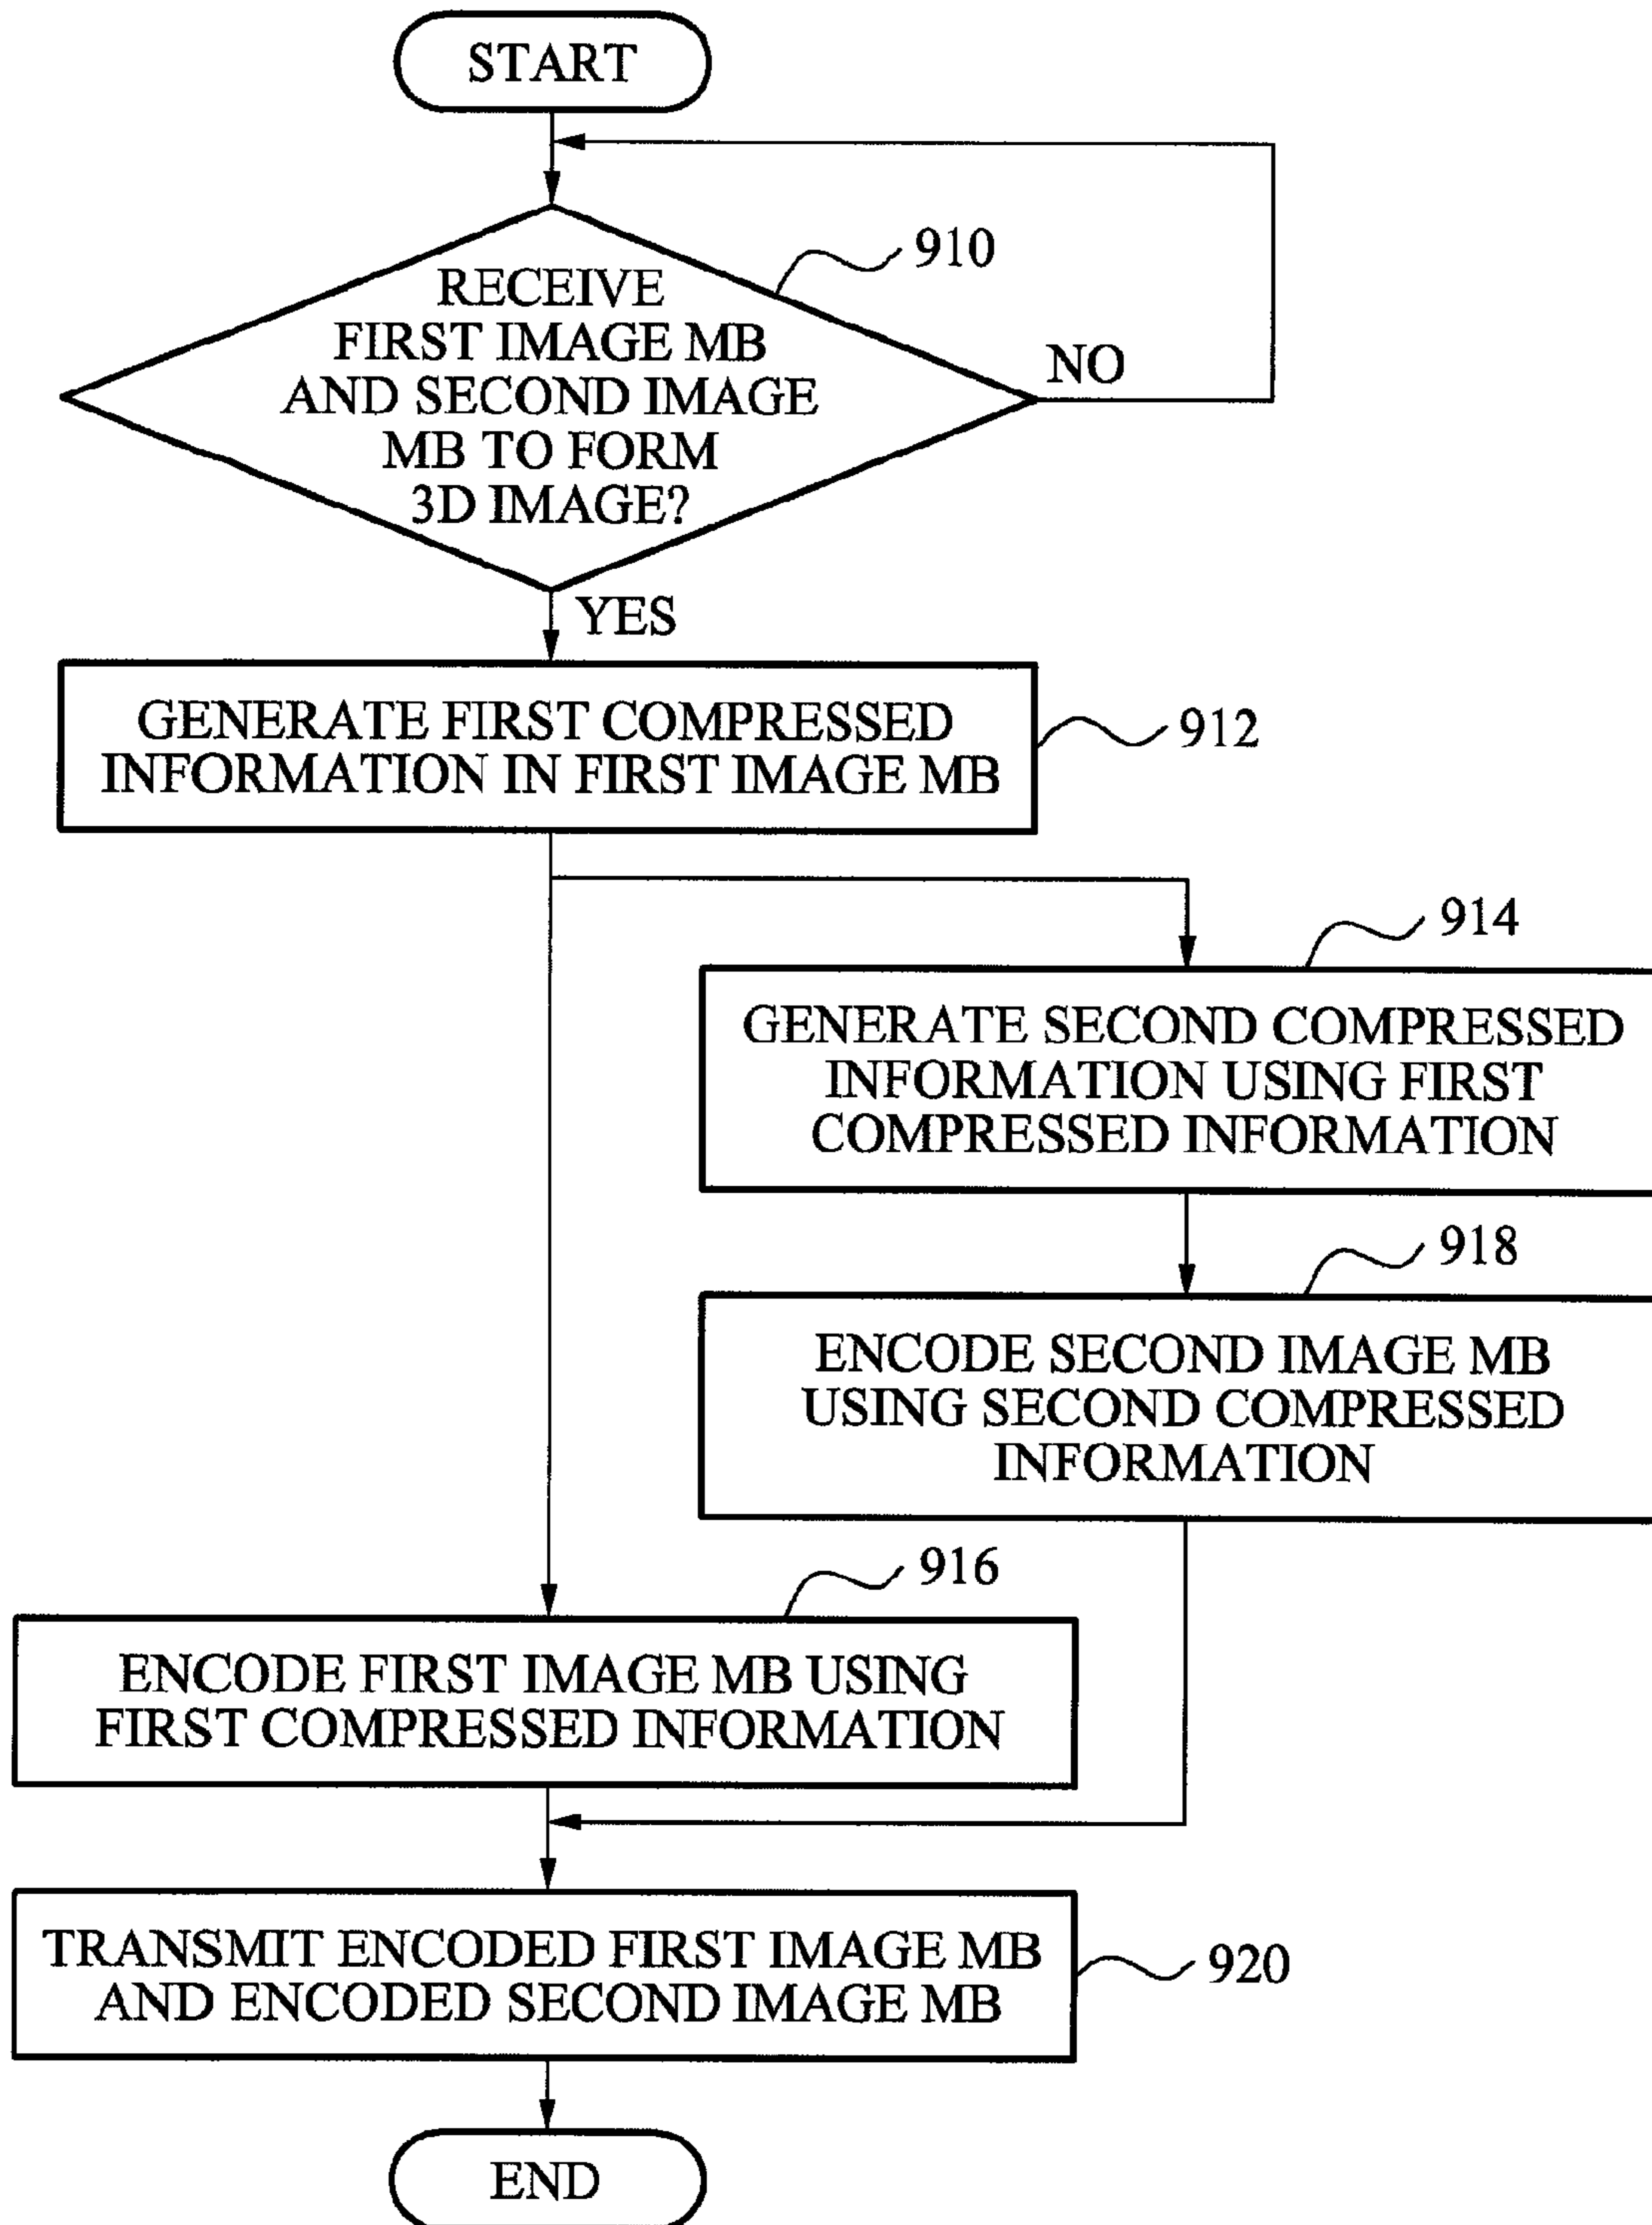 START
910
RECEIVE
FIRST IMAGE MB
AND SECOND IMAGE
MB TO FORM
3D IMAGE?
NO
YES
GENERATE FIRST COMPRESSED
INFORMATION IN FIRST IMAGE MB
912
914
GENERATE SECOND COMPRESSED
INFORMATION USING FIRST
COMPRESSED INFORMATION
918
ENCODE SECOND IMAGE MB
USING SECOND COMPRESSED
INFORMATION
916
ENCODE FIRST IMAGE MB USING
FIRST COMPRESSED INFORMATION
TRANSMIT ENCODED FIRST IMAGE MB
AND ENCODED SECOND IMAGE MB
920
END